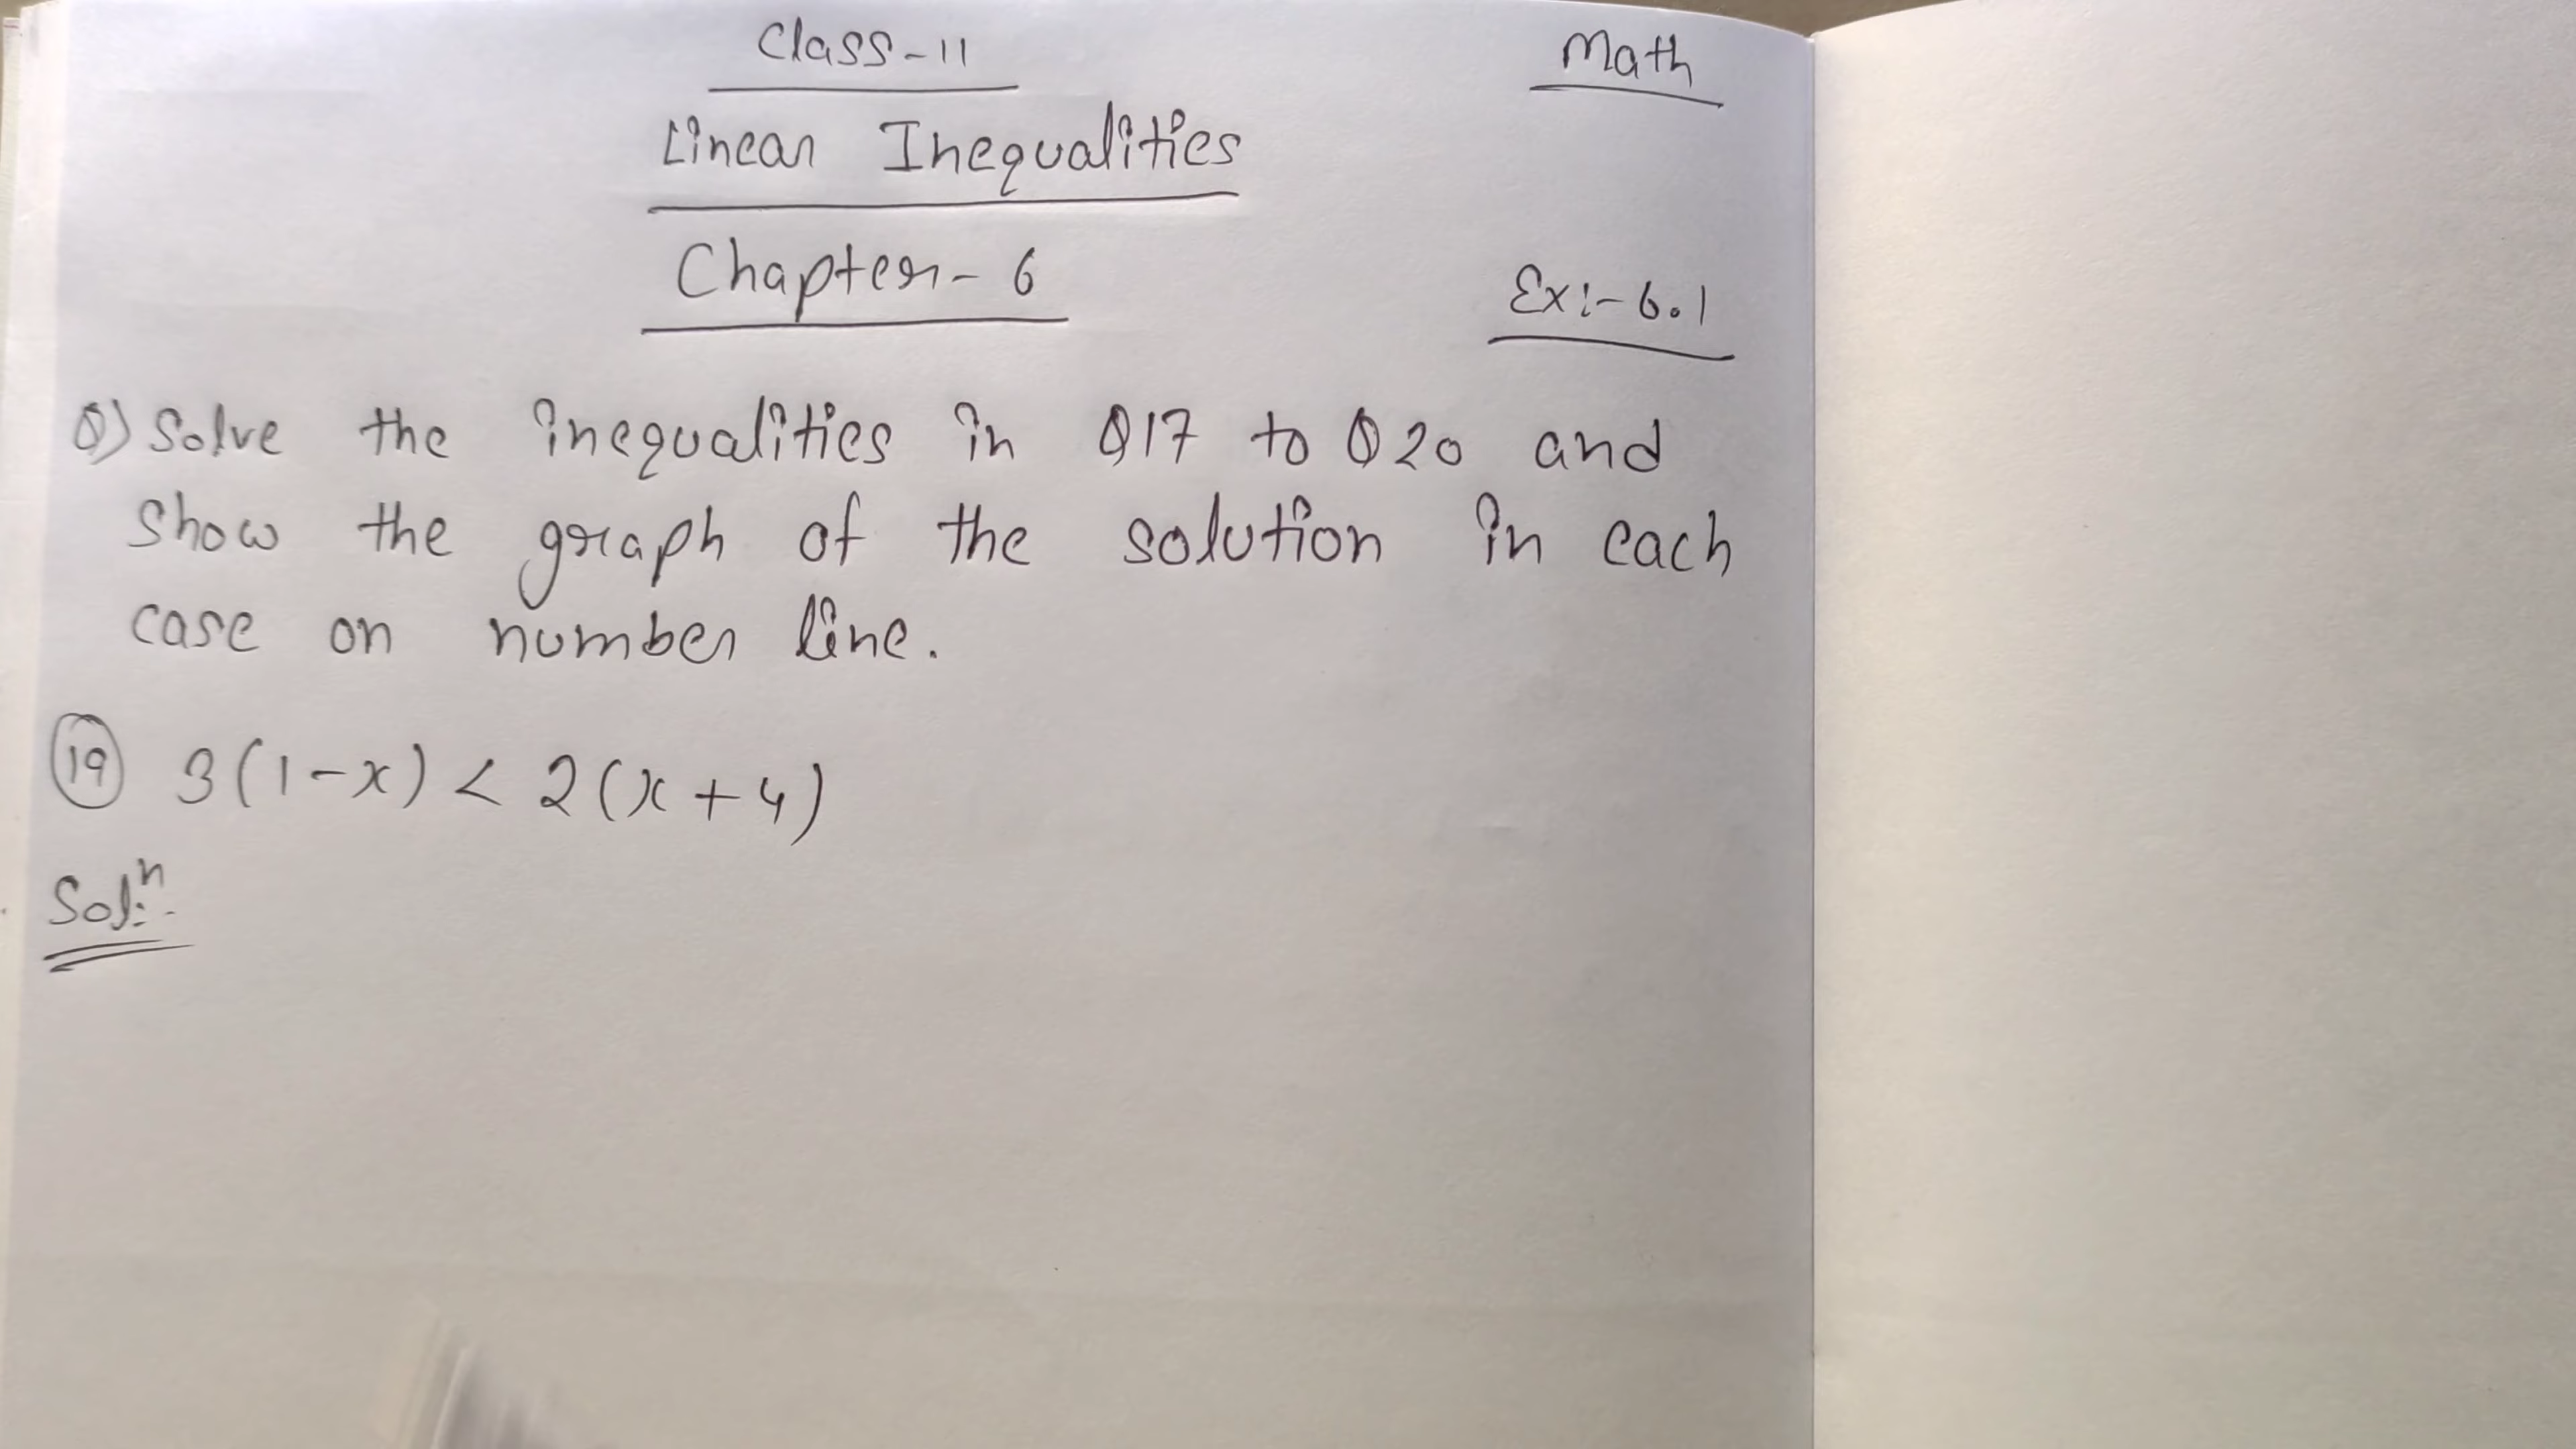 Class-11
Math
Linear Inequalities
Chapter-6
Ex:-6.1
Q) Solve the inequalities in Q17 to Q20 and
show the graph of the solution in each
case on number line.
19 3(1-x) < 2(x+4)
Solⁿ:-